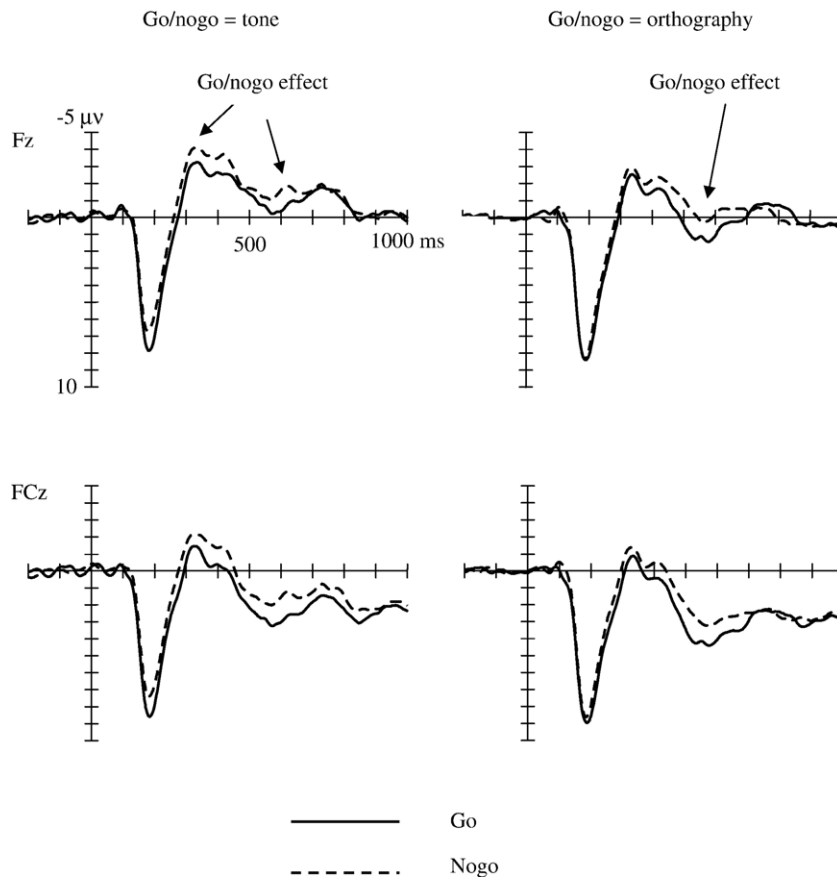 Go/nogo = tone
Go/nogo = orthography
Go/nogo effect
Go/nogo effect
-5 μv
Fz
500
1000 ms
10
FCz
Go
Nogo